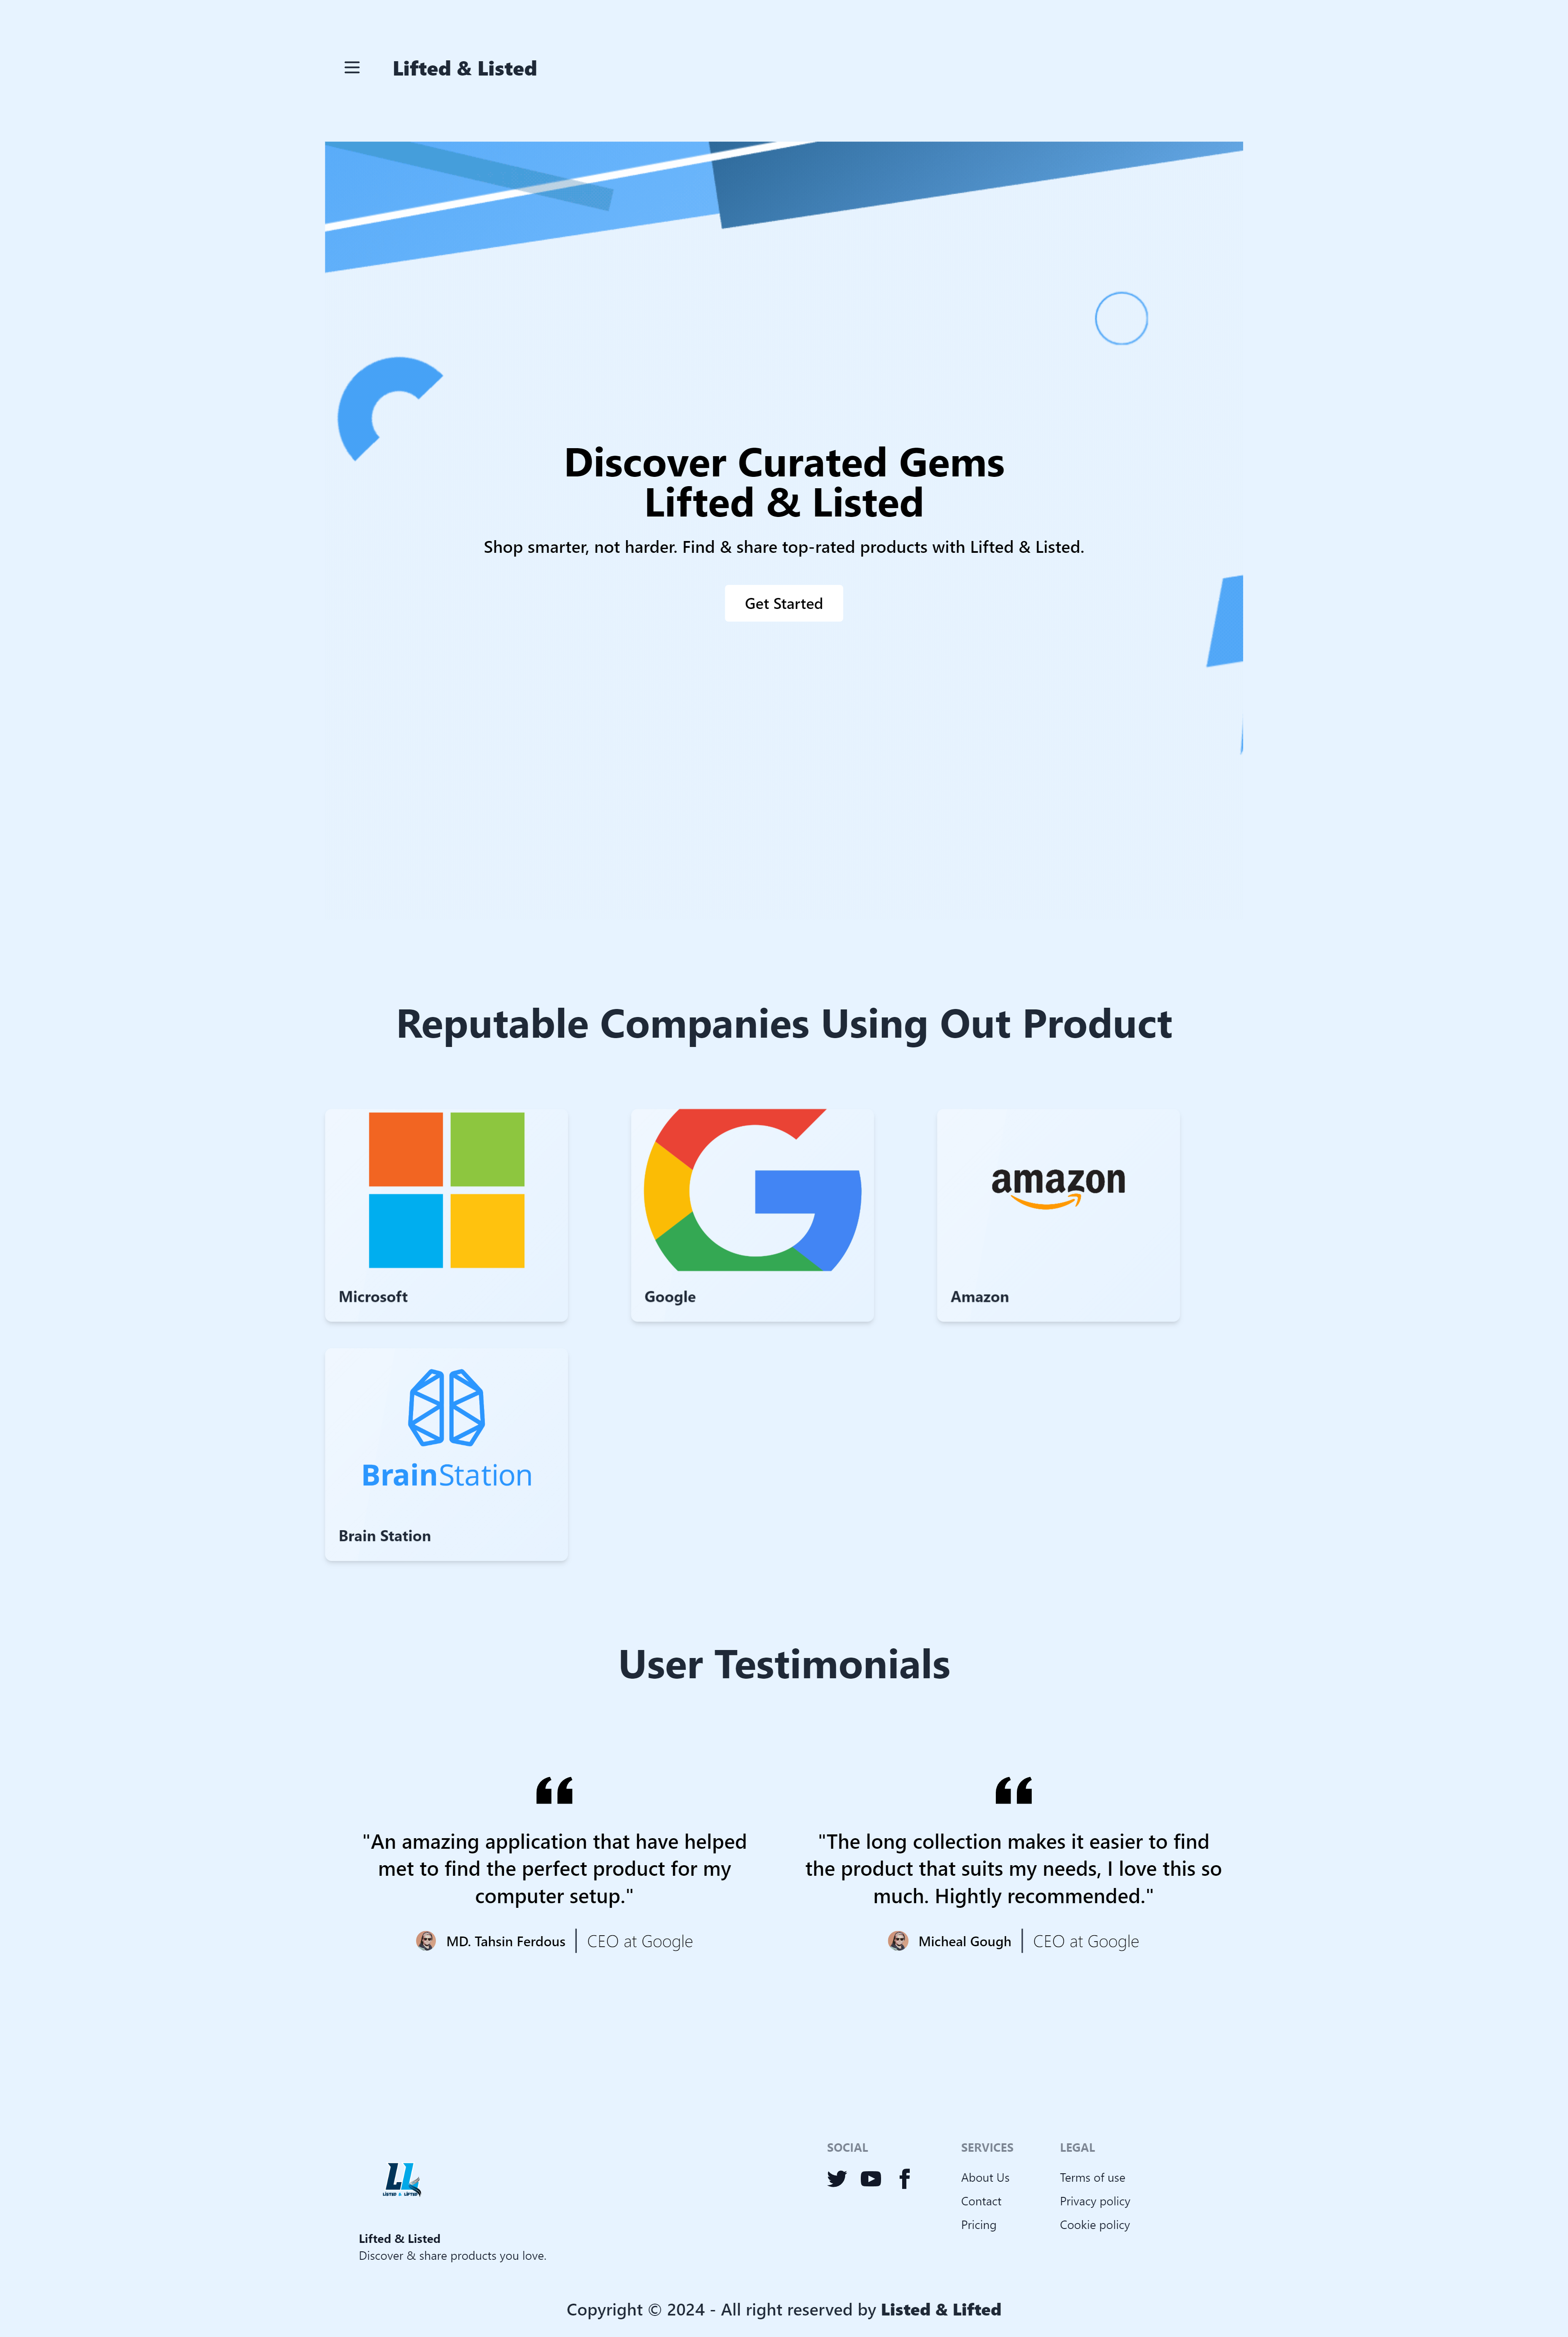 Lifted & Listed
Discover Curated Gems
Lifted & Listed
Shop smarter, not harder. Find & share top-rated products with Lifted & Listed.
Get Started
Reputable Companies Using Out Product
Microsoft
Google
amazon
Amazon
BrainStation
Brain Station
User Testimonials
"An amazing application that have helped
met to find the perfect product for my
computer setup."
MD. Tahsin Ferdous
CEO at Google
"The long collection makes it easier to find
the product that suits my needs, I love this so
much. Hightly recommended."
Micheal Gough
CEO at Google
LL
LISTED & LIFTED
Lifted & Listed
Discover & share products you love.
SOCIAL
SERVICES
About Us
Contact
Pricing
LEGAL
Terms of use
Privacy policy
Cookie policy
Copyright © 2024 - All right reserved by Listed & Lifted